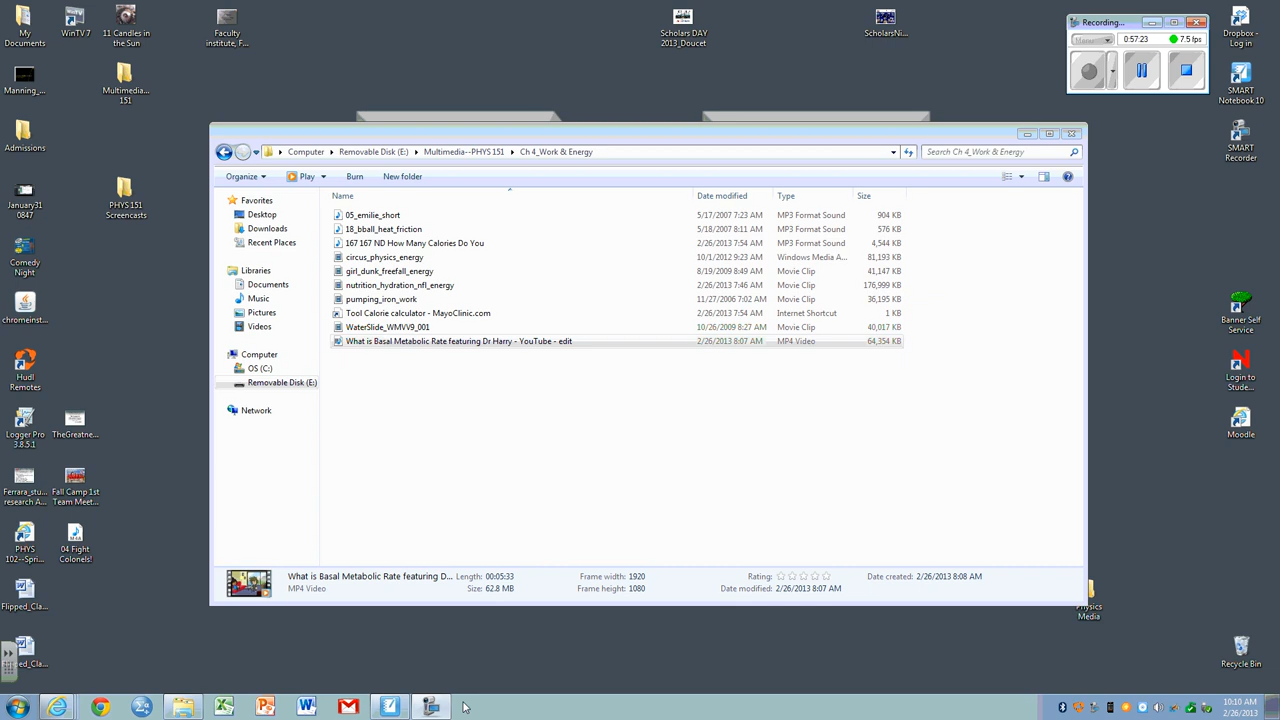 My Documents
WinTV 7
11 Candles in the Sun
Faculty institute, F...
Scholars DAY 2013_Douce7...
ScholarsNi...
Recording...
0:57:23
7.5 fps
Dropbox - Log in
Manning_...
Multimedia... 151
SMART Notebook 10
Admissions
SMART Recorder
January31 0847
PHYS 151 Screencasts
Comedy Night
chromeinst...
Banner Self Service
Hudl Remotes
Login to Stude...
Logger Pro 3.8.5.1
TheGreatne...
Moodle
Ferrara_stu... research A...
Fall Camp 1st Team Meet...
PHYS 102--Spri...
04 Fight Colonels!
Flipped_Cla...
Physics Media
Flipped_Cla...
Recycle Bin
Computer
Removable Disk (E:)
Multimedia--PHYS 151
Ch 4_Work & Energy
Search Ch 4_Work & Energy
Organize
Play
Burn
New folder
Favorites
Desktop
Downloads
Recent Places
Libraries
Documents
Music
Pictures
Videos
Computer
OS (C:)
Removable Disk (E:)
Network
Name Date modified Type Size
05_emilie_short 5/17/2007 7:23 AM MP3 Format Sound 904 KB
18_bball_heat_friction 5/18/2007 8:11 AM MP3 Format Sound 576 KB
167 167 ND How Many Calories Do You 2/26/2013 7:54 AM MP3 Format Sound 4,544 KB
circus_physics_energy 10/1/2012 9:23 AM Windows Media A... 81,193 KB
girl_dunk_freefall_energy 8/19/2009 8:49 AM Movie Clip 41,147 KB
nutrition_hydration_nfl_energy 2/26/2013 7:46 AM Movie Clip 176,999 KB
pumping_iron_work 11/27/2006 7:02 AM Movie Clip 36,195 KB
Tool Calorie calculator - MayoClinic.com 2/26/2013 7:54 AM Internet Shortcut 1 KB
WaterSlide_WMVV9_001 10/26/2009 8:27 AM Movie Clip 40,017 KB
What is Basal Metabolic Rate featuring Dr Harry - YouTube - edit 2/26/2013 8:07 AM MP4 Video 64,354 KB
What is Basal Metabolic Rate featuring D... Length: 00:05:33 Frame width: 1920 Rating: Date created: 2/26/2013 8:08 AM
MP4 Video Size: 62.8 MB Frame height: 1080 Date modified: 2/26/2013 8:07 AM
10:10 AM
2/26/2013